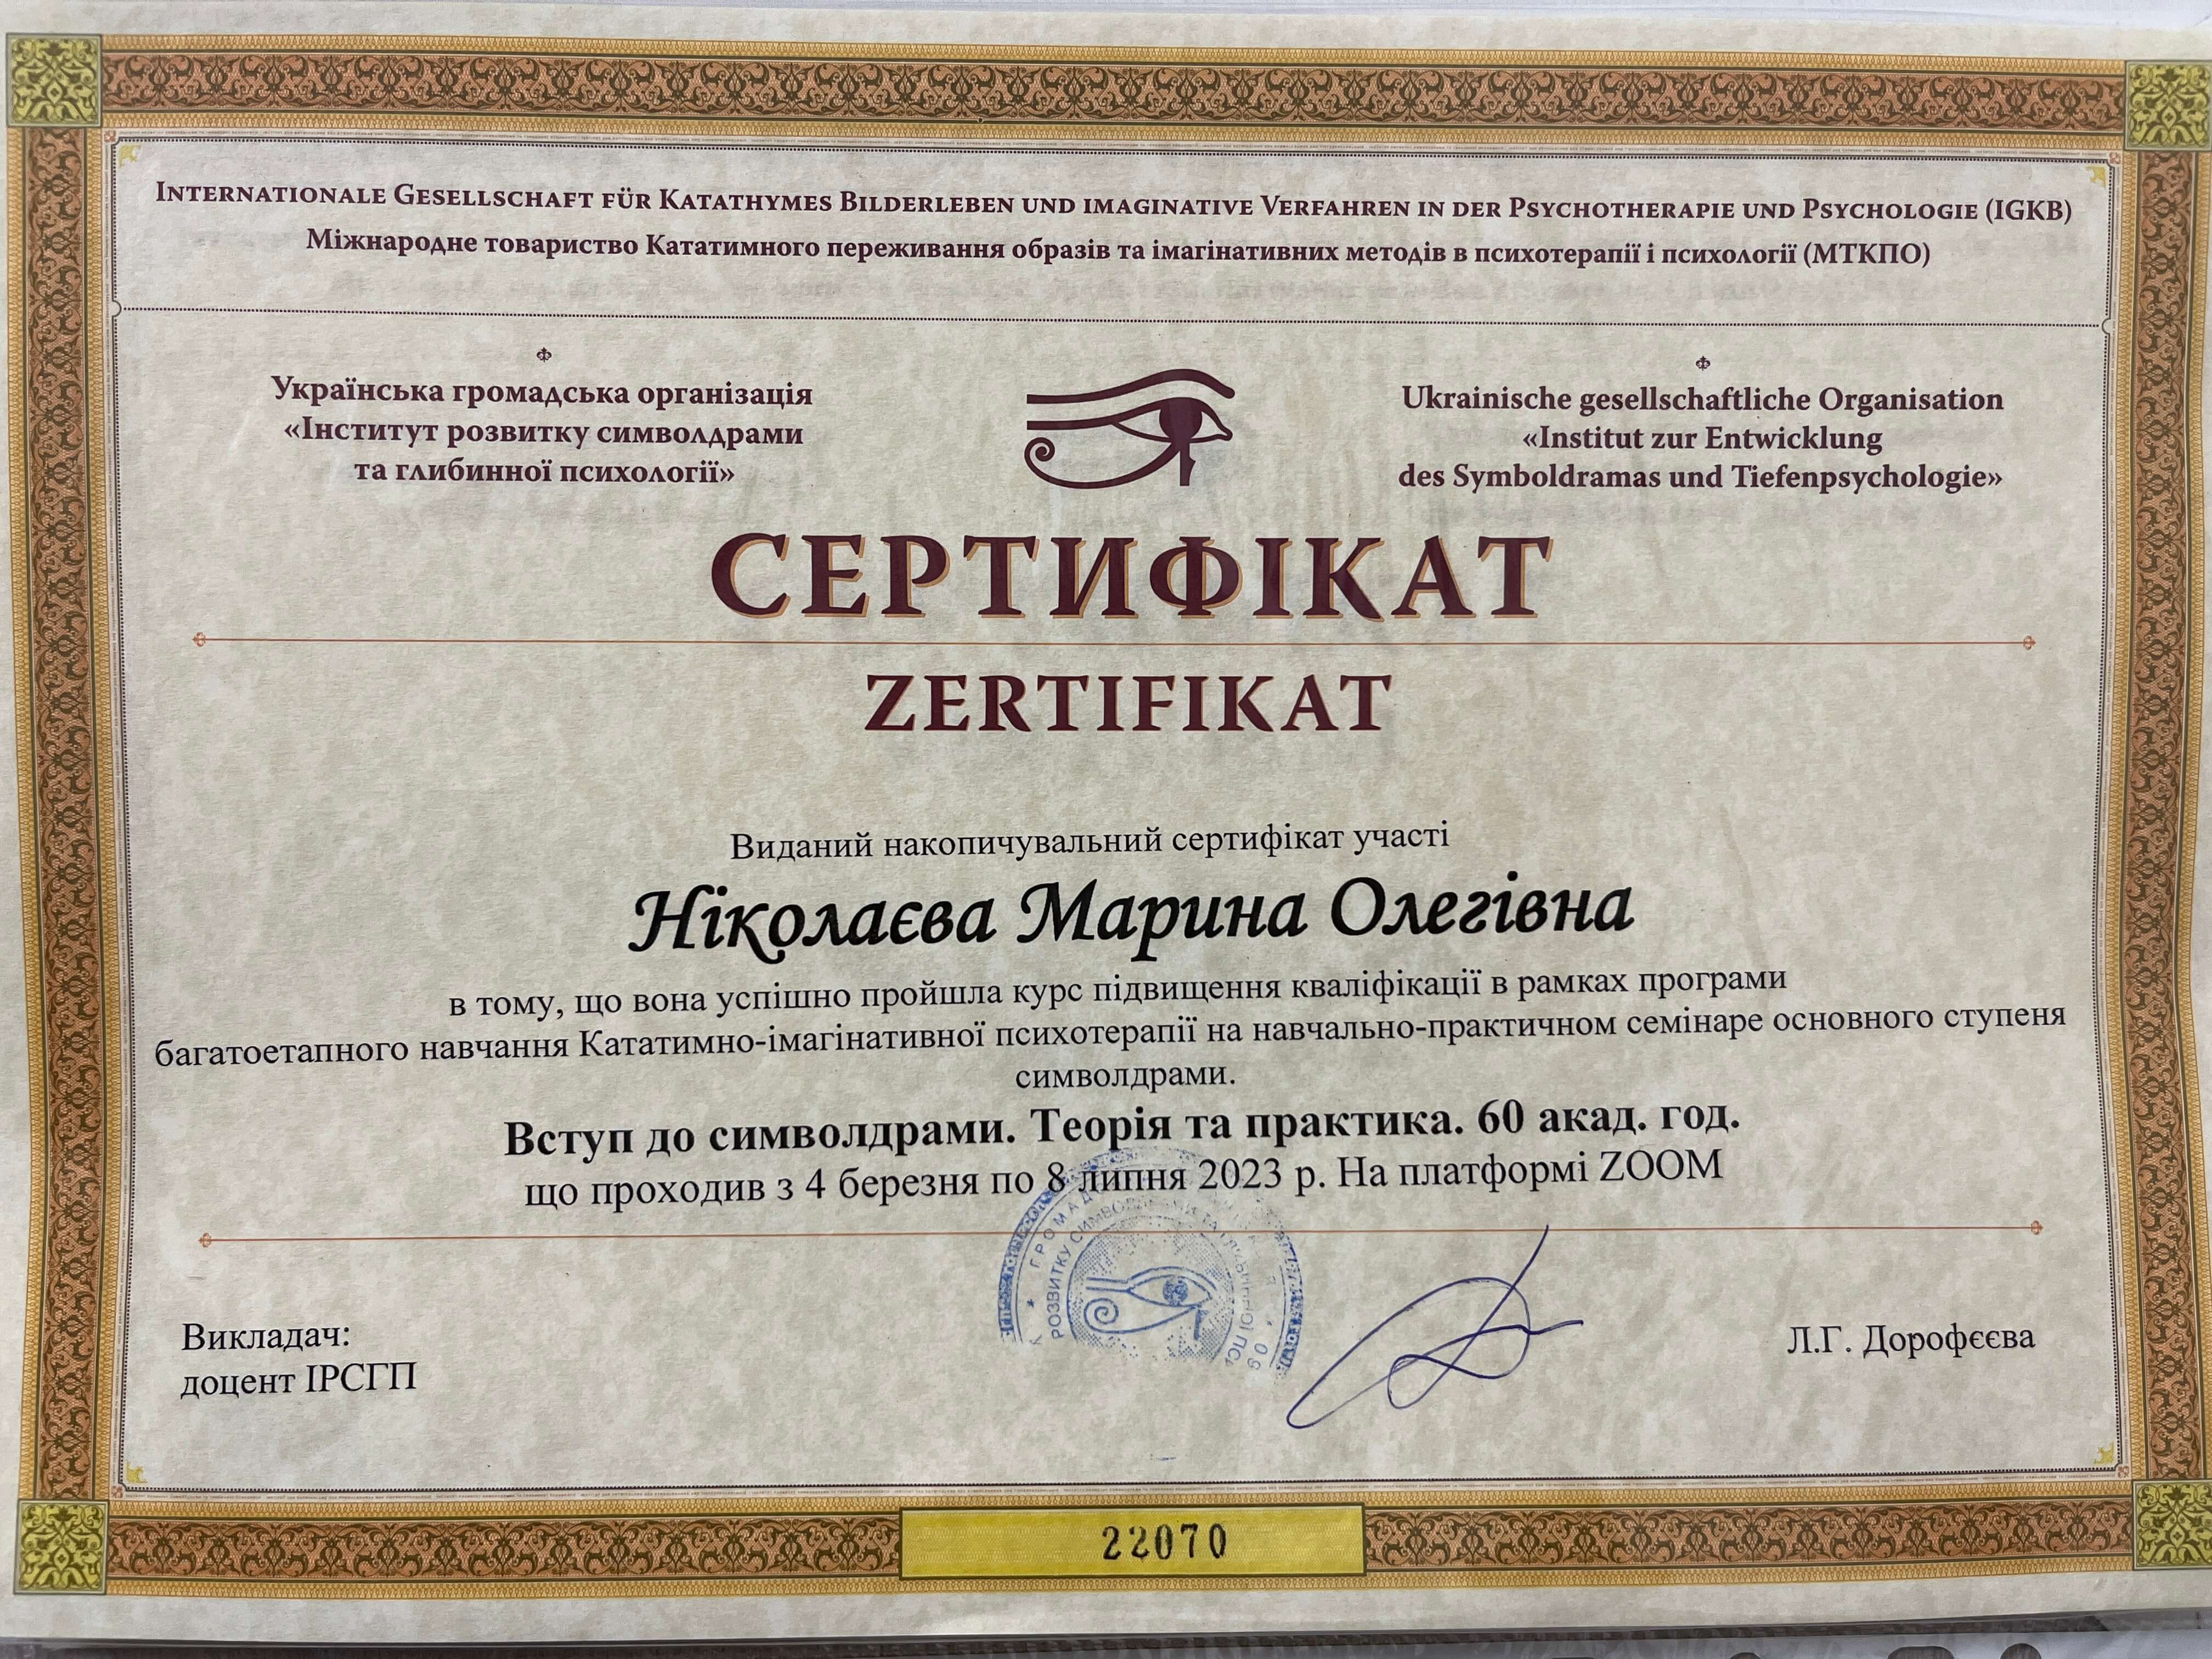 Internationale Gesellschaft für Katathymes Bilderleben und imaginative Verfahren in der Psychotherapie und Psychologie (IGKB)
Міжнародне товариство Кататимного переживання образів та імагінативних методів в психотерапії і психології (МТКПО)
Українська громадська організація
«Інститут розвитку символдрами
та глибинної психології»
Ukrainische gesellschaftliche Organisation
«Institut zur Entwicklung
des Symboldramas und Tiefenpsychologie»
СЕРТИФІКАТ
ZERTIFIKAT
Виданий накопичувальний сертифікат участі
Ніколаєва Марина Олегівна
в тому, що вона успішно пройшла курс підвищення кваліфікації в рамках програми
багатоетапного навчання Кататимно-імагінативної психотерапії на навчально-практичном семінаре основного ступеня
символдрами.
Вступ до символдрами. Теорія та практика. 60 акад. год.
що проходив з 4 березня по 8 липня 2023 р. На платформі ZOOM
РОЗВИТКУ СИМВОЛДРАМИ ТА
Викладач:
доцент ІРСГП
Л.Г. Дорофєєва
22070